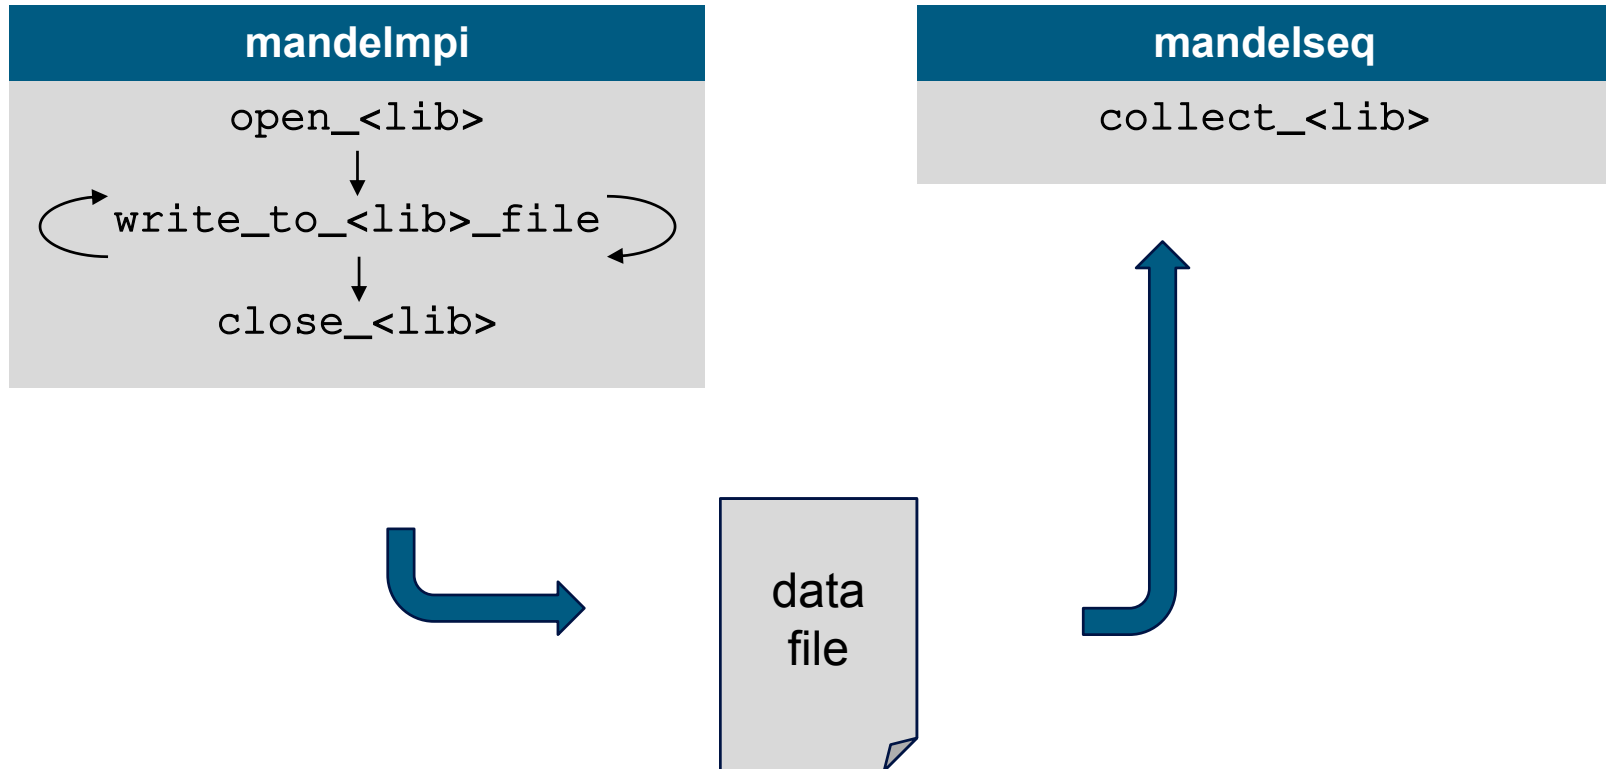 mandelmpi
open_<lib>
write_to_<lib>_file
close_<lib>
mandelseq
collect_<lib>
data
file